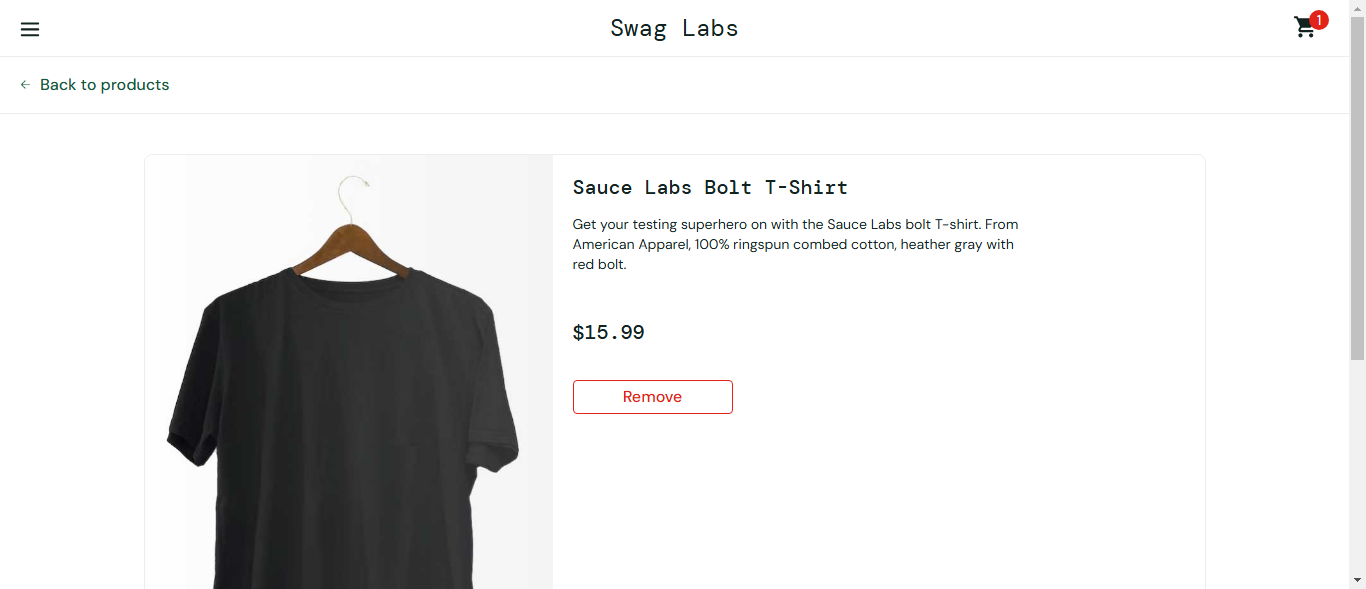 Swag Labs
1
Back to products
Sauce Labs Bolt T-Shirt
Get your testing superhero on with the Sauce Labs bolt T-shirt. From
American Apparel, 100% ringspun combed cotton, heather gray with
red bolt.
$15.99
Remove